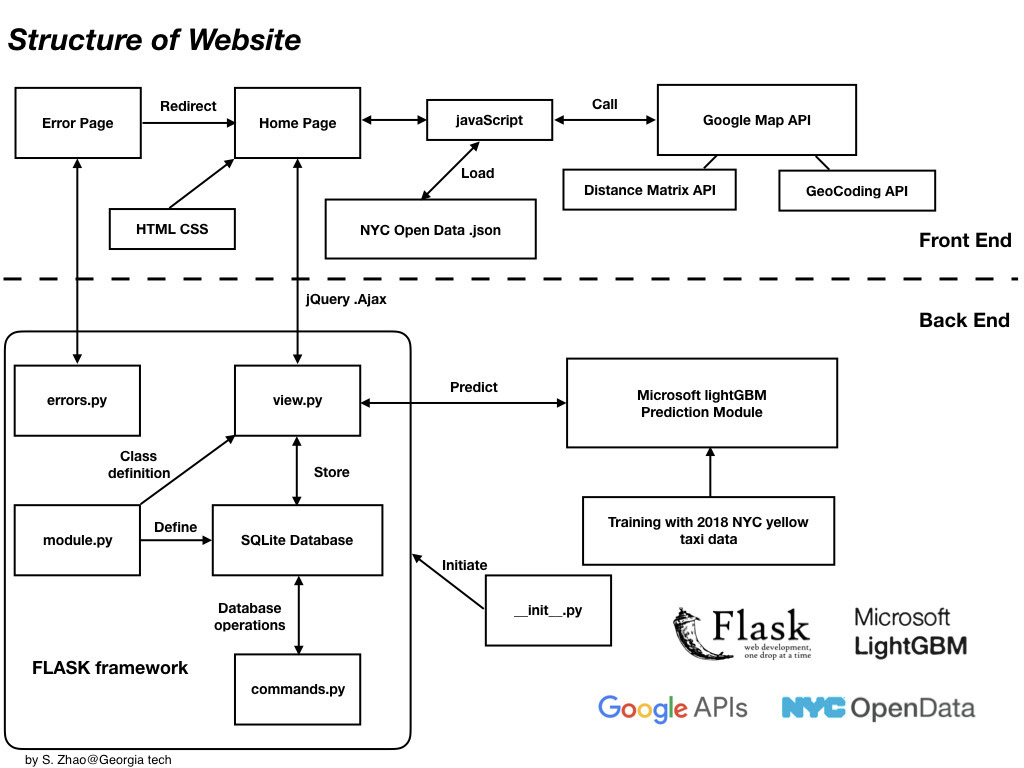 Structure of Website
Error Page
Redirect
Home Page
javaScript
Call
Google Map API
Load
Distance Matrix API
GeoCoding API
HTML CSS
NYC Open Data .json
Front End
jQuery .Ajax
Back End
errors.py
view.py
Predict
Microsoft lightGBM
Prediction Module
Class
definition
Store
module.py
Define
SQLite Database
Training with 2018 NYC yellow
taxi data
Initiate
__init__.py
Database
operations
FLASK framework
commands.py
Flask
web development,
one drop at a time
Microsoft
LightGBM
Google APIs
NYC OpenData
by S. Zhao@Georgia tech